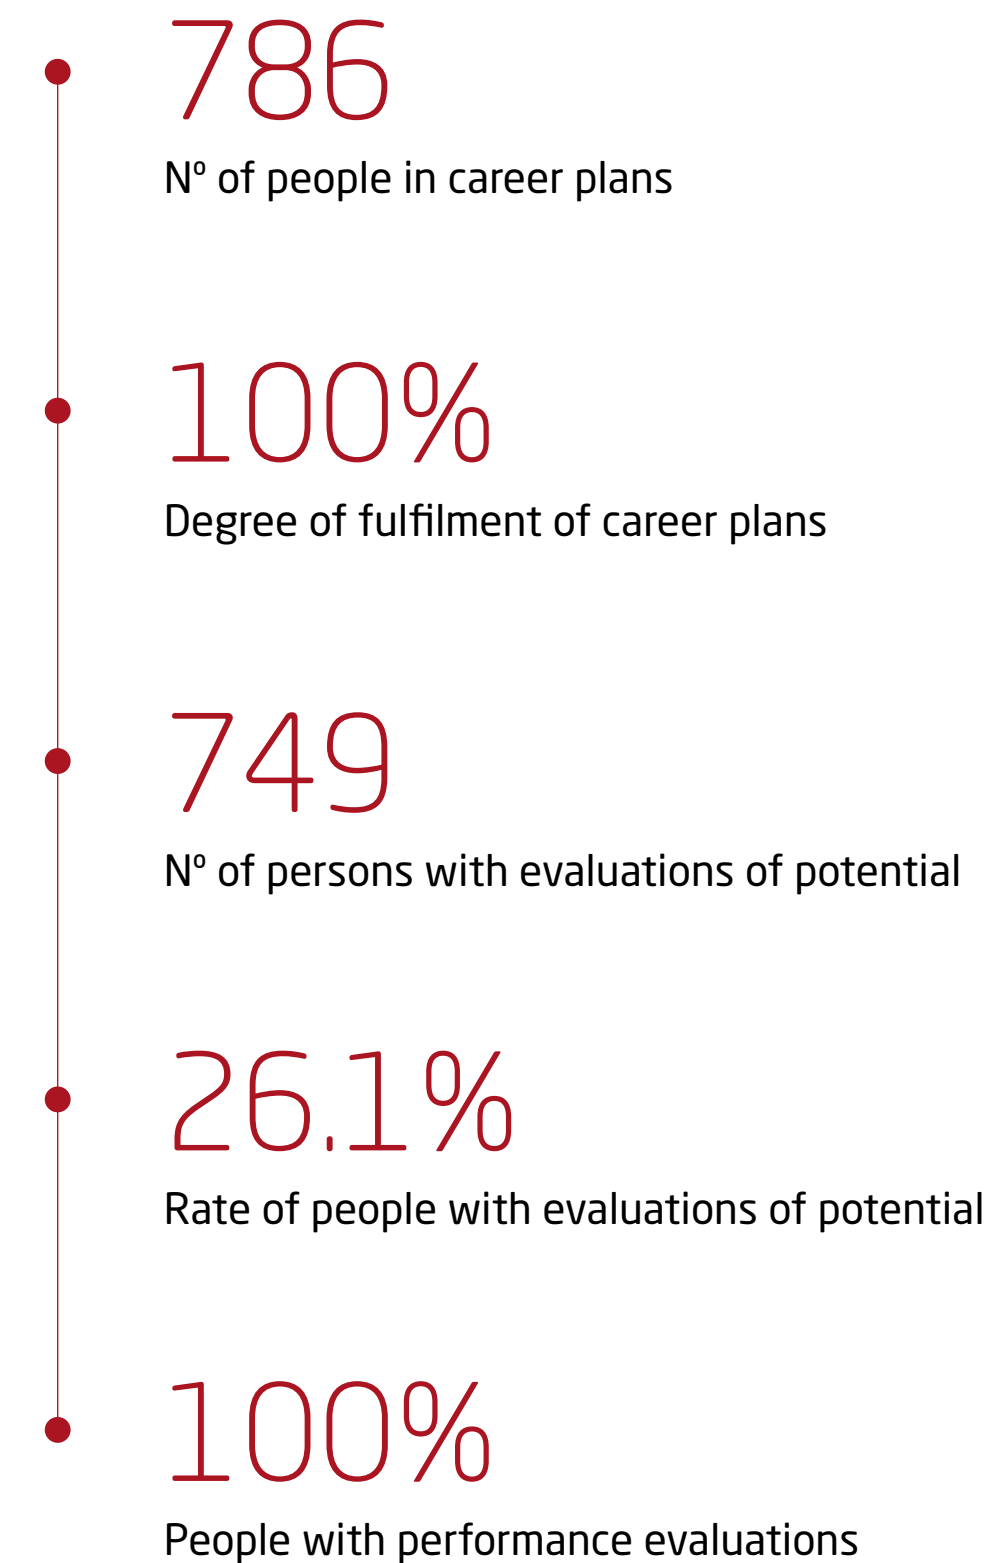 786
Nº of people in career plans
100%
Degree of fulfilment of career plans
749
Nº of persons with evaluations of potential
26.1%
Rate of people with evaluations of potential
100%
People with performance evaluations